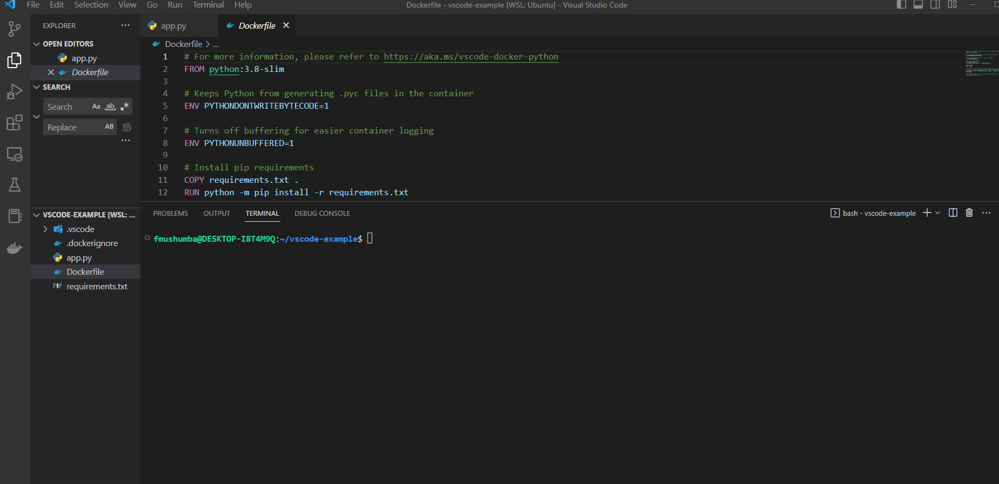 File Edit Selection View Go Run Terminal Help
Dockerfile - vscode-example [WSL: Ubuntu] - Visual Studio Code
EXPLORER
OPEN EDITORS
app.py
Dockerfile
SEARCH
Search Aa ab
Replace AB
VSCODE-EXAMPLE [WSL: ...
.vscode
.dockerignore
app.py
Dockerfile
requirements.txt
app.py Dockerfile
Dockerfile > ...
1 # For more information, please refer to https://aka.ms/vscode-docker-python
2 FROM python:3.8-slim
3
4 # Keeps Python from generating .pyc files in the container
5 ENV PYTHONDONTWRITEBYTECODE=1
6
7 # Turns off buffering for easier container logging
8 ENV PYTHONUNBUFFERED=1
9
10 # Install pip requirements
11 COPY requirements.txt .
12 RUN python -m pip install -r requirements.txt
PROBLEMS OUTPUT TERMINAL DEBUG CONSOLE
bash - vscode-example
fmushumba@DESKTOP-I8T4M9Q:~/vscode-example$